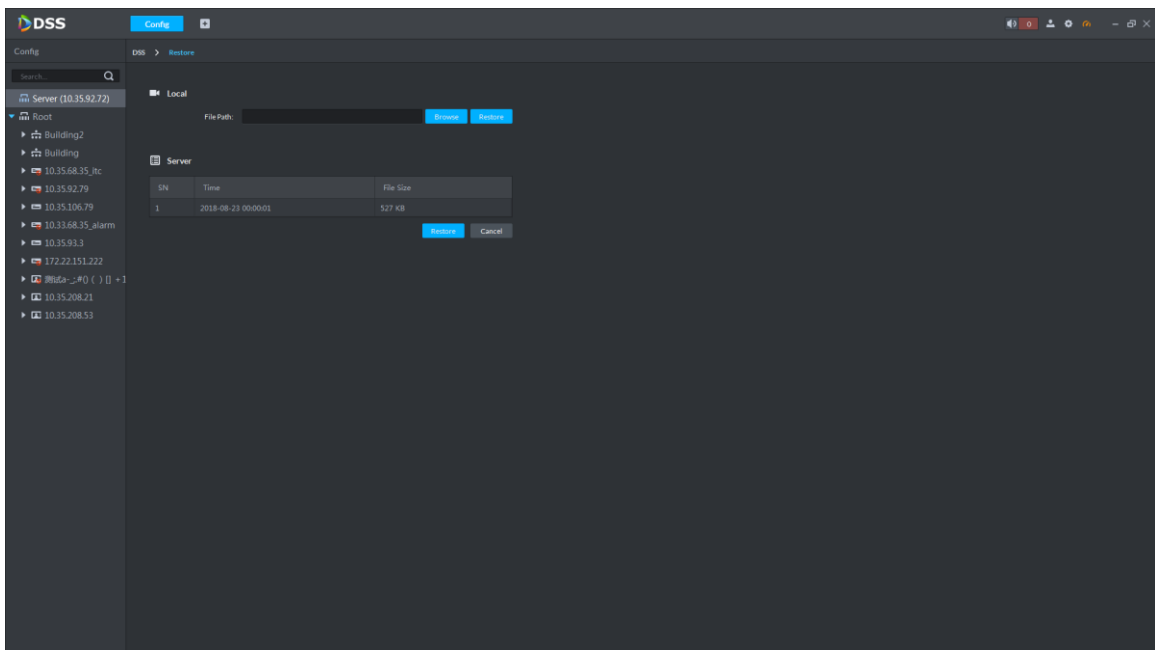 DSS
Config
0
Config
DSS > Restore
Search...
Server (10.35.92.72)
Root
Building2
Building
10.35.68.35_itc
10.35.92.79
10.35.106.79
10.33.68.35_alarm
10.35.93.3
172.22.151.222
测试a-_;:#() ( ) [] +
10.35.208.21
10.35.208.53
Local
File Path:
Browse
Restore
Server
SN Time File Size
1 2018-08-23 00:00:01 527 KB
Restore
Cancel